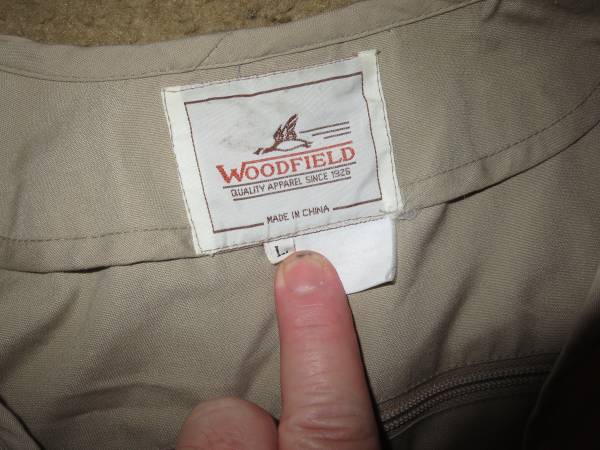 WOODFIELD
QUALITY APPAREL SINCE 1926
MADE IN CHINA
L.